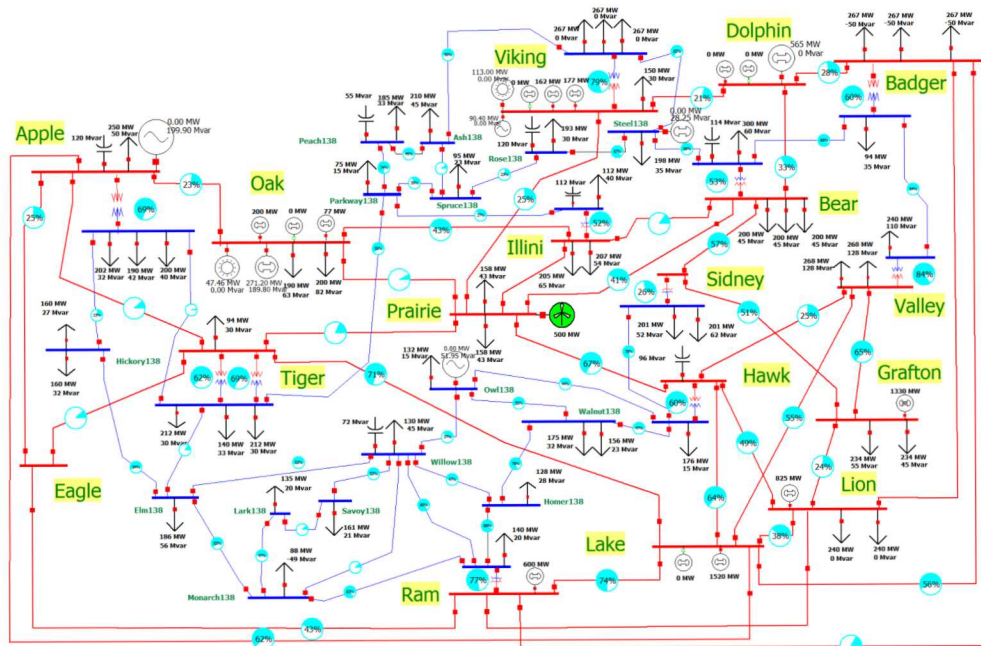 267 MW
0 Mvar
267 MW
0 Mvar
267 MW
0 Mvar
Viking
79%
113.00 MW
0.00 Mvar
0 MW
162 MW
177 MW
150 MW
30 Mvar
90.40 MW
0.00 Mvar
Dolphin
565 MW
0 Mvar
0 MW
0 MW
21%
28%
267 MW
-50 Mvar
267 MW
-50 Mvar
267 MW
-50 Mvar
Badger
60%
94 MW
35 Mvar
Apple
120 Mvar
250 MW
50 Mvar
0.00 MW
199.90 Mvar
25%
23%
69%
202 MW
32 Mvar
190 MW
42 Mvar
200 MW
40 Mvar
55 Mvar
185 MW
33 Mvar
210 MW
45 Mvar
Peach138
Ash138
75 MW
15 Mvar
Parkway138
95 MW
23 Mvar
Spruce138
Rose138
120 Mvar
193 MW
30 Mvar
Steel138
0.00 MW
28.25 Mvar
198 MW
35 Mvar
114 Mvar
300 MW
60 Mvar
53%
33%
Bear
200 MW
45 Mvar
200 MW
45 Mvar
200 MW
45 Mvar
57%
Oak
200 MW
0 MW
77 MW
47.46 MW
0.00 Mvar
271.20 MW
189.80 Mvar
198 MW
63 Mvar
200 MW
82 Mvar
43%
25%
112 Mvar
112 MW
40 Mvar
52%
Illini
205 MW
65 Mvar
207 MW
54 Mvar
41%
Sidney
26%
51%
201 MW
52 Mvar
201 MW
62 Mvar
240 MW
110 Mvar
84%
268 MW
128 Mvar
268 MW
128 Mvar
Valley
25%
65%
55%
Prairie
158 MW
43 Mvar
158 MW
43 Mvar
500 MW
67%
160 MW
27 Mvar
Hickory138
160 MW
32 Mvar
94 MW
30 Mvar
62%
69%
Tiger
71%
212 MW
30 Mvar
140 MW
33 Mvar
212 MW
30 Mvar
132 MW
15 Mvar
0.00 MW
51.95 Mvar
Owl138
96 Mvar
Hawk
60%
176 MW
15 Mvar
Walnut138
175 MW
32 Mvar
156 MW
23 Mvar
Grafton
1330 MW
234 MW
55 Mvar
234 MW
45 Mvar
49%
24%
64%
Eagle
72 Mvar
130 MW
45 Mvar
Willow138
Elm138
186 MW
56 Mvar
135 MW
20 Mvar
Lark138
Savoy138
161 MW
21 Mvar
128 MW
28 Mvar
Homer138
88 MW
-49 Mvar
Monarch138
140 MW
20 Mvar
77%
Ram
600 MW
74%
Lake
0 MW
1520 MW
38%
825 MW
Lion
240 MW
0 Mvar
240 MW
0 Mvar
56%
62%
43%